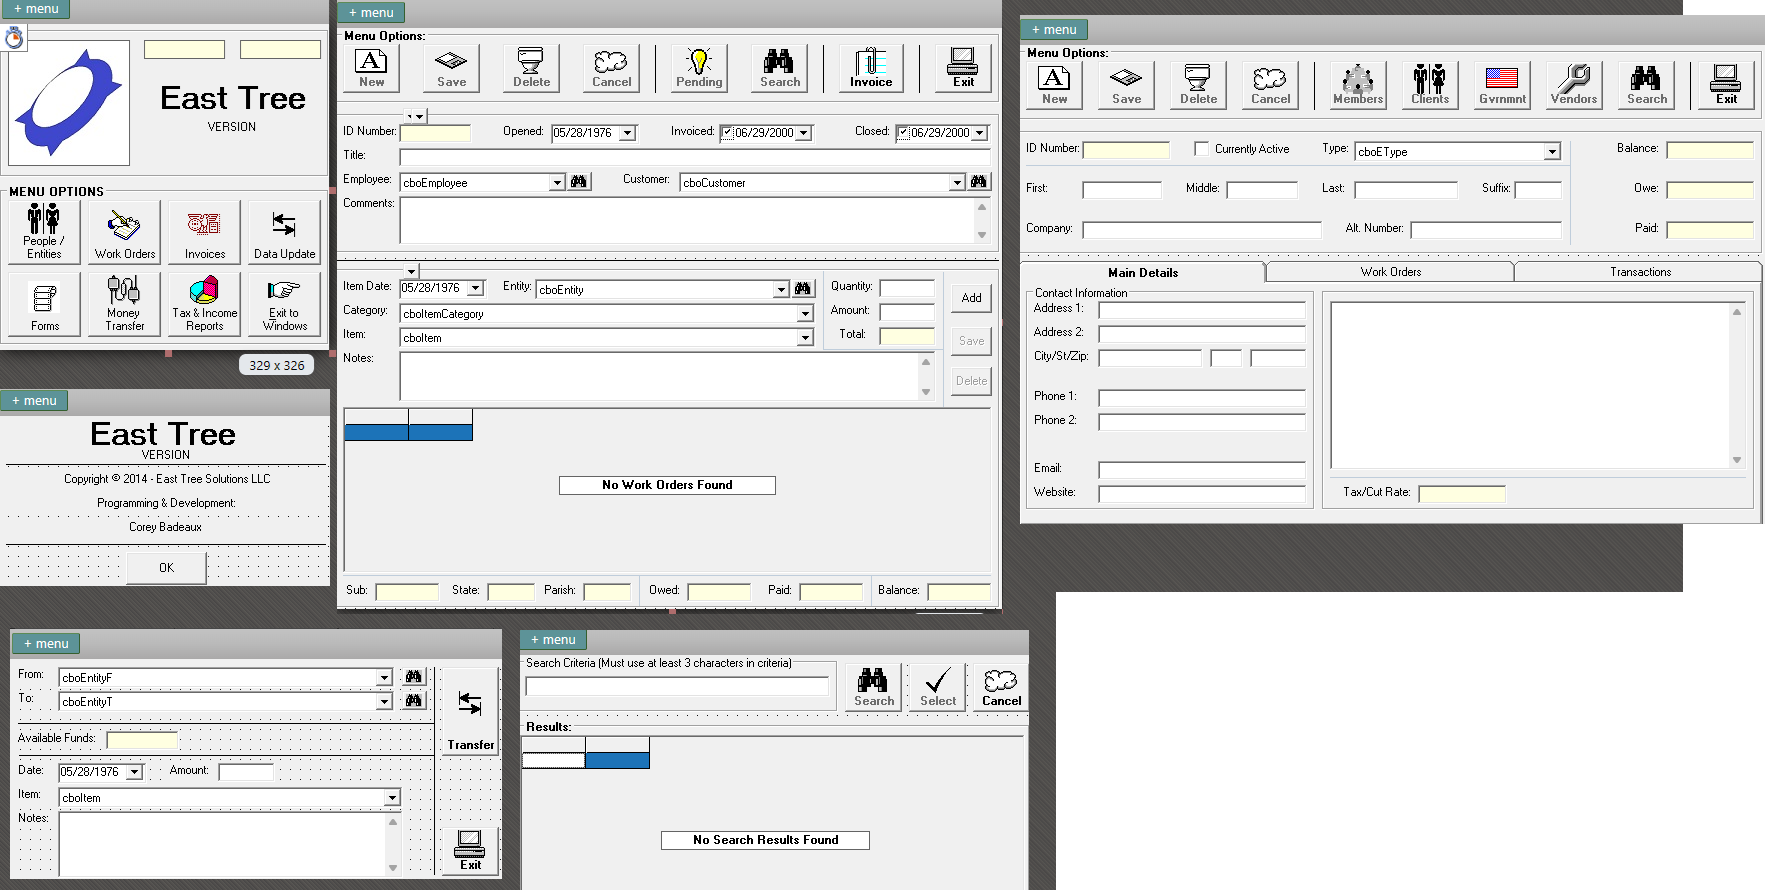 + menu
East Tree
VERSION
MENU OPTIONS
People / Entities
Work Orders
Invoices
Data Update
Forms
Money Transfer
Tax & Income Reports
Exit to Windows
329 x 326
+ menu
East Tree
VERSION
Copyright © 2014 - East Tree Solutions LLC
Programming & Development:
Corey Badeaux
OK
+ menu
Menu Options:
New Save Delete Cancel Pending Search Invoice Exit
ID Number: Opened: 05/28/1976 Invoiced: 06/29/2000 Closed: 06/29/2000
Title:
Employee: cboEmployee Customer: cboCustomer
Comments:
Item Date: 05/28/1976 Entity: cboEntity Quantity: Add
Category: cboItemCategory Amount:
Item: cboItem Total: Save
Notes:
Delete
No Work Orders Found
Sub: State: Parish: Owed: Paid: Balance:
+ menu
Menu Options:
New Save Delete Cancel Members Clients Gvrnmnt Vendors Search Exit
ID Number: Currently Active Type: cboEType Balance:
First: Middle: Last: Suffix: Owe:
Company: Alt. Number: Paid:
Main Details Work Orders Transactions
Contact Information
Address 1:
Address 2:
City/St/Zip:
Phone 1:
Phone 2:
Email:
Website:
Tax/Cut Rate:
+ menu
From: cboEntityF
To: cboEntityT
Available Funds:
Transfer
Date: 05/28/1976 Amount:
Item: cboItem
Notes:
Exit
+ menu
Search Criteria (Must use at least 3 characters in criteria)
Search Select Cancel
Results:
No Search Results Found